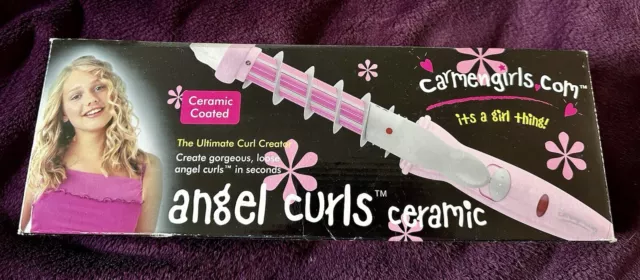 carmengirls.com™
its a girl thing!
Ceramic
Coated
The Ultimate Curl Creator
Create gorgeous, loose
angel curls™ in seconds
angel curls™ ceramic